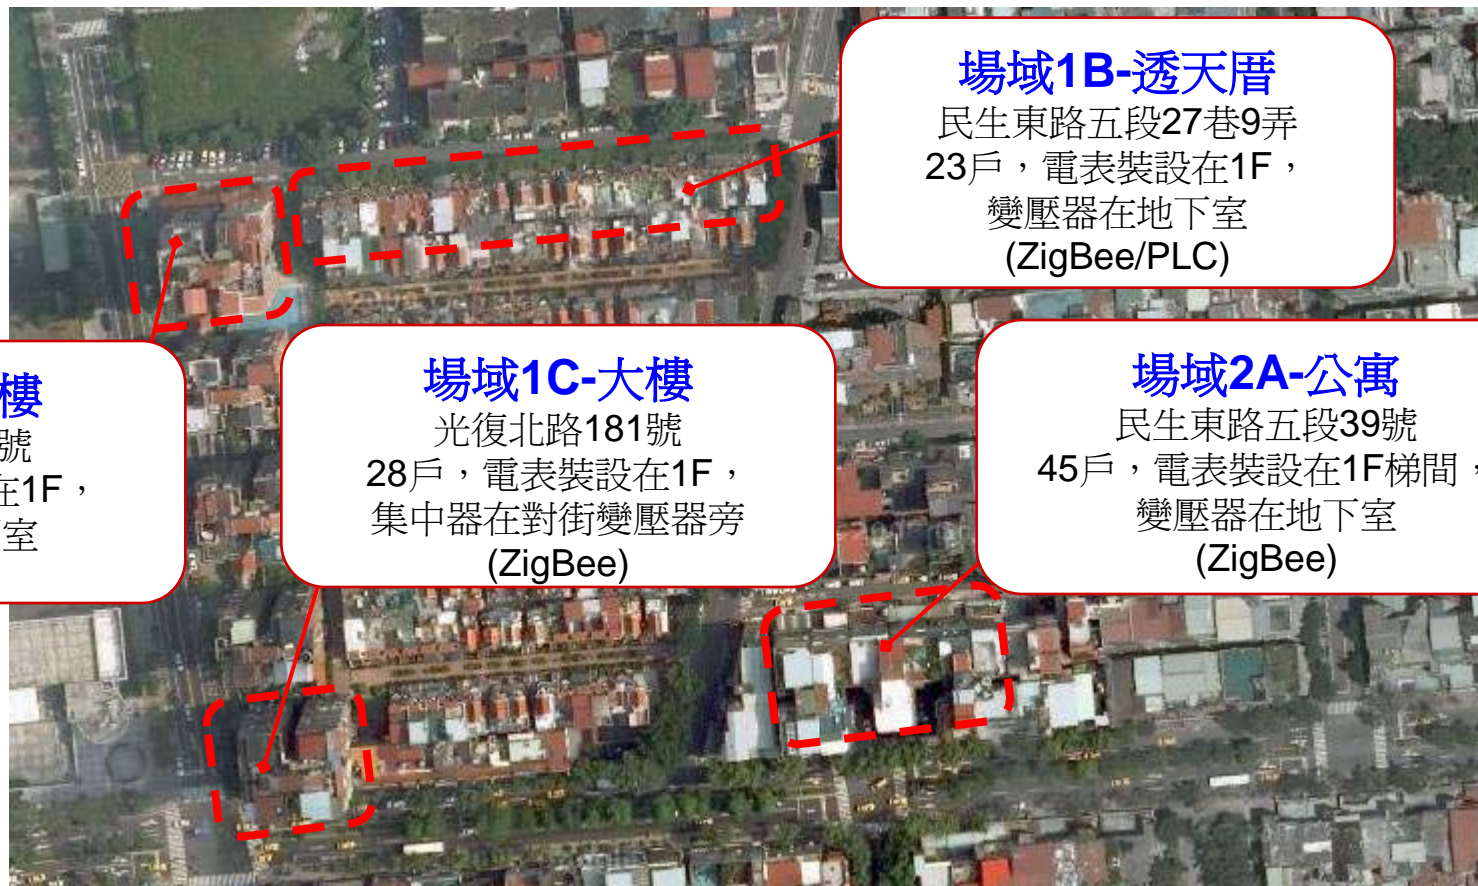 場域1B-透天厝
民生東路五段27巷9弄
23戶，電表裝設在1F，
變壓器在地下室
(ZigBee/PLC)
樓
號
在1F，
室
場域1C-大樓
光復北路181號
28戶，電表裝設在1F，
集中器在對街變壓器旁
(ZigBee)
場域2A-公寓
民生東路五段39號
45戶，電表裝設在1F梯間，
變壓器在地下室
(ZigBee)